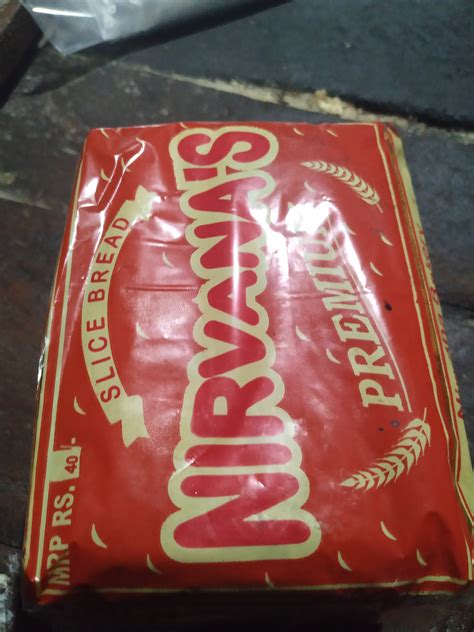 SLICE BREAD
NIRVANA'S
PREMIUM
MRP RS. 40/-